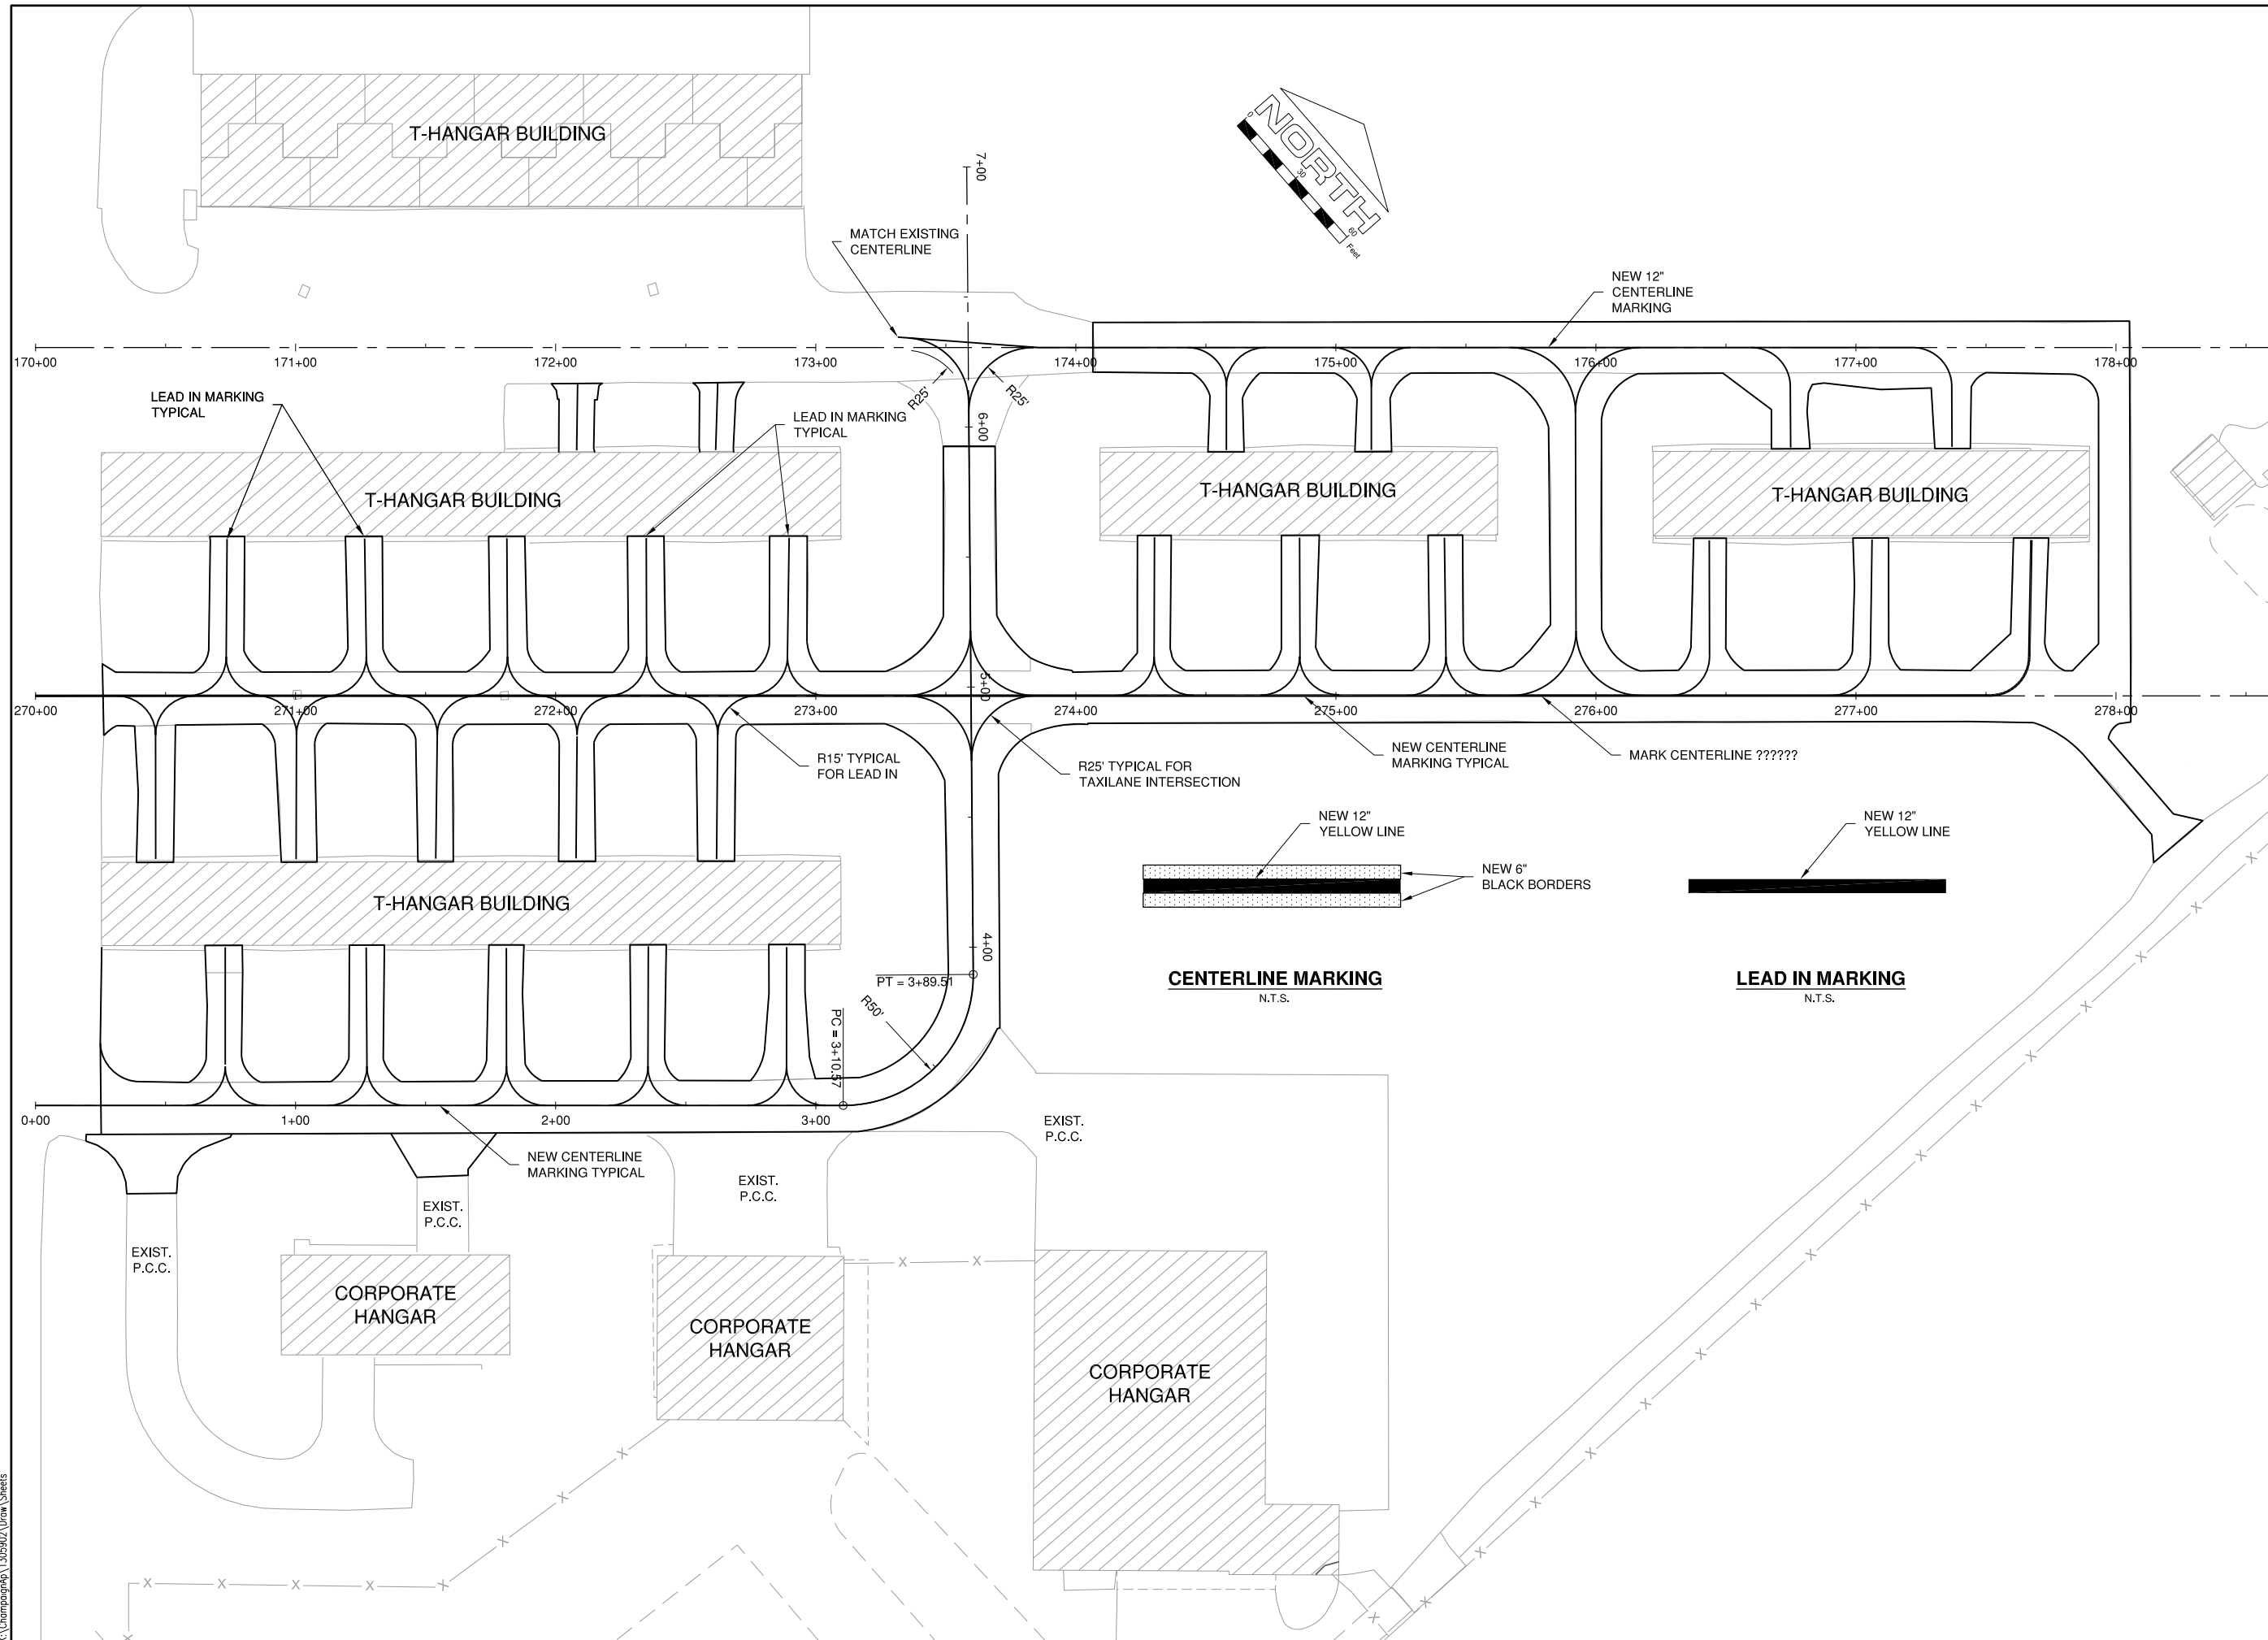 T-HANGAR BUILDING
7+00
NORTH
0
30
60
Feet
MATCH EXISTING
CENTERLINE
NEW 12"
CENTERLINE
MARKING
170+00
171+00
172+00
173+00
174+00
175+00
176+00
177+00
178+00
LEAD IN MARKING
TYPICAL
R25'
R25'
LEAD IN MARKING
TYPICAL
6+00
T-HANGAR BUILDING
T-HANGAR BUILDING
T-HANGAR BUILDING
5+00
270+00
271+00
272+00
273+00
274+00
275+00
276+00
277+00
278+00
R15' TYPICAL
FOR LEAD IN
R25' TYPICAL FOR
TAXILANE INTERSECTION
NEW CENTERLINE
MARKING TYPICAL
MARK CENTERLINE ??????
NEW 12"
YELLOW LINE
NEW 6"
BLACK BORDERS
NEW 12"
YELLOW LINE
T-HANGAR BUILDING
4+00
PT = 3+89.51
CENTERLINE MARKING
N.T.S.
LEAD IN MARKING
N.T.S.
R50'
PC = 3+10.57
0+00
1+00
2+00
3+00
EXIST.
P.C.C.
NEW CENTERLINE
MARKING TYPICAL
EXIST.
P.C.C.
EXIST.
P.C.C.
EXIST.
P.C.C.
CORPORATE
HANGAR
CORPORATE
HANGAR
CORPORATE
HANGAR
K:\ChampaignAp\1305902\Draw\Sheets